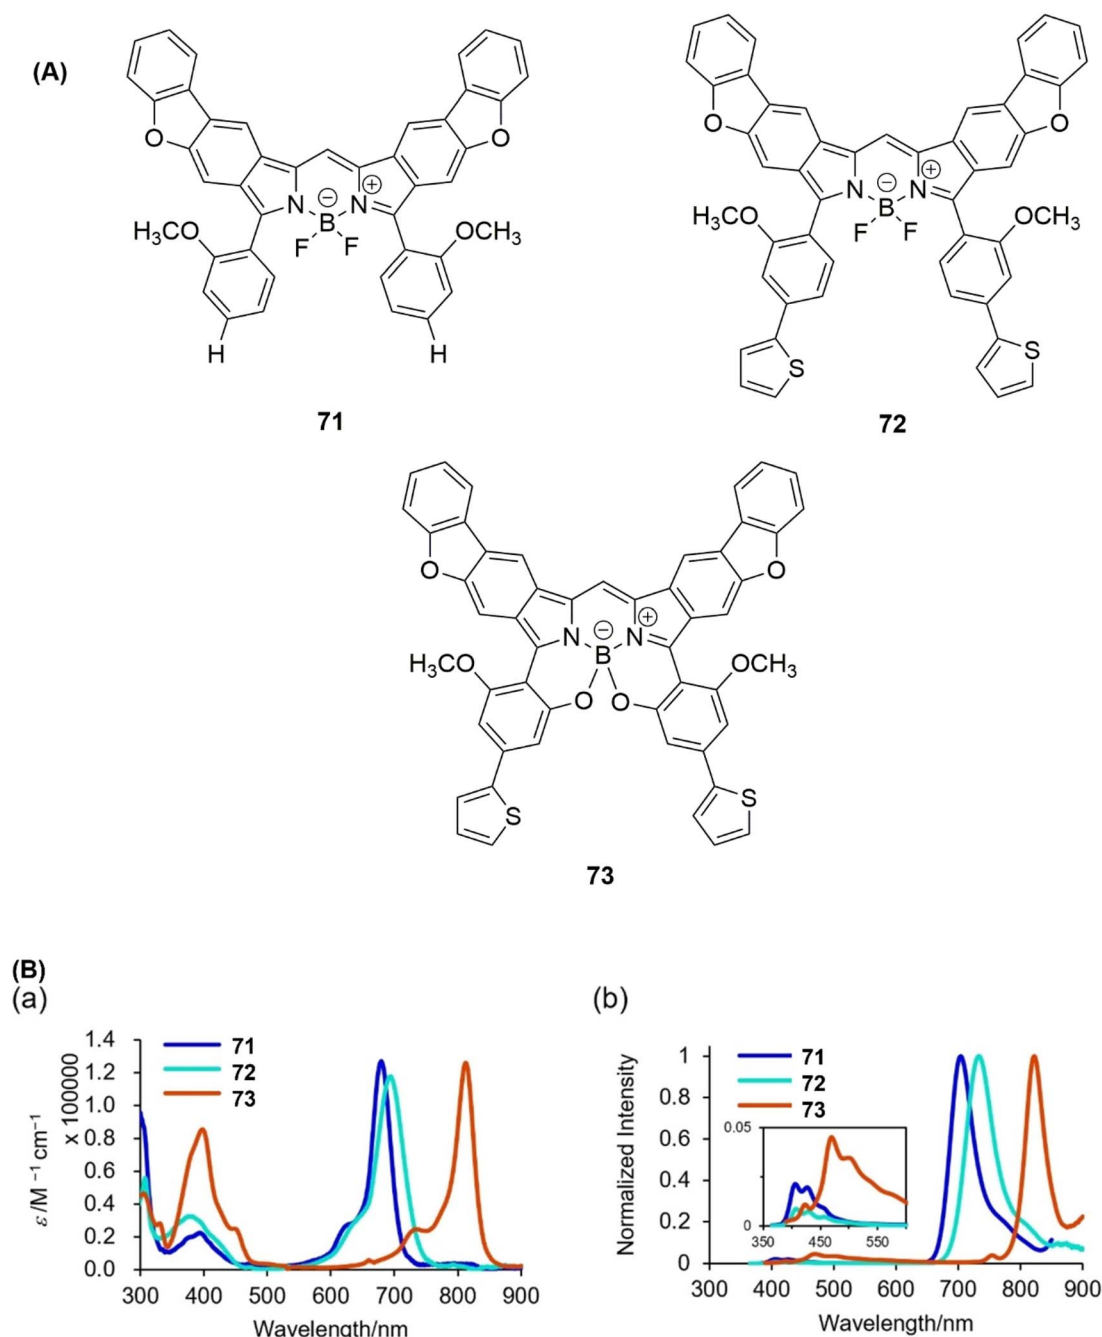 (A)
O O
N N
⊖ ⊕
B
F F
H3CO OCH3
H H
71
O O
N N
⊖ ⊕
B
F F
H3CO OCH3
S S
72
O O
N N
⊖ ⊕
B
H3CO OCH3
O O
S S
73
(B)
(a)
ε /M −1 cm−1
x 100000
1.4
1.2
1.0
0.8
0.6
0.4
0.2
0.0
71
72
73
300 400 500 600 700 800 900
Wavelength/nm
(b)
Normalized Intensity
1
0.8
0.6
0.4
0.2
0
71
72
73
0.05
0
350 450 550
300 400 500 600 700 800 900
Wavelength/nm